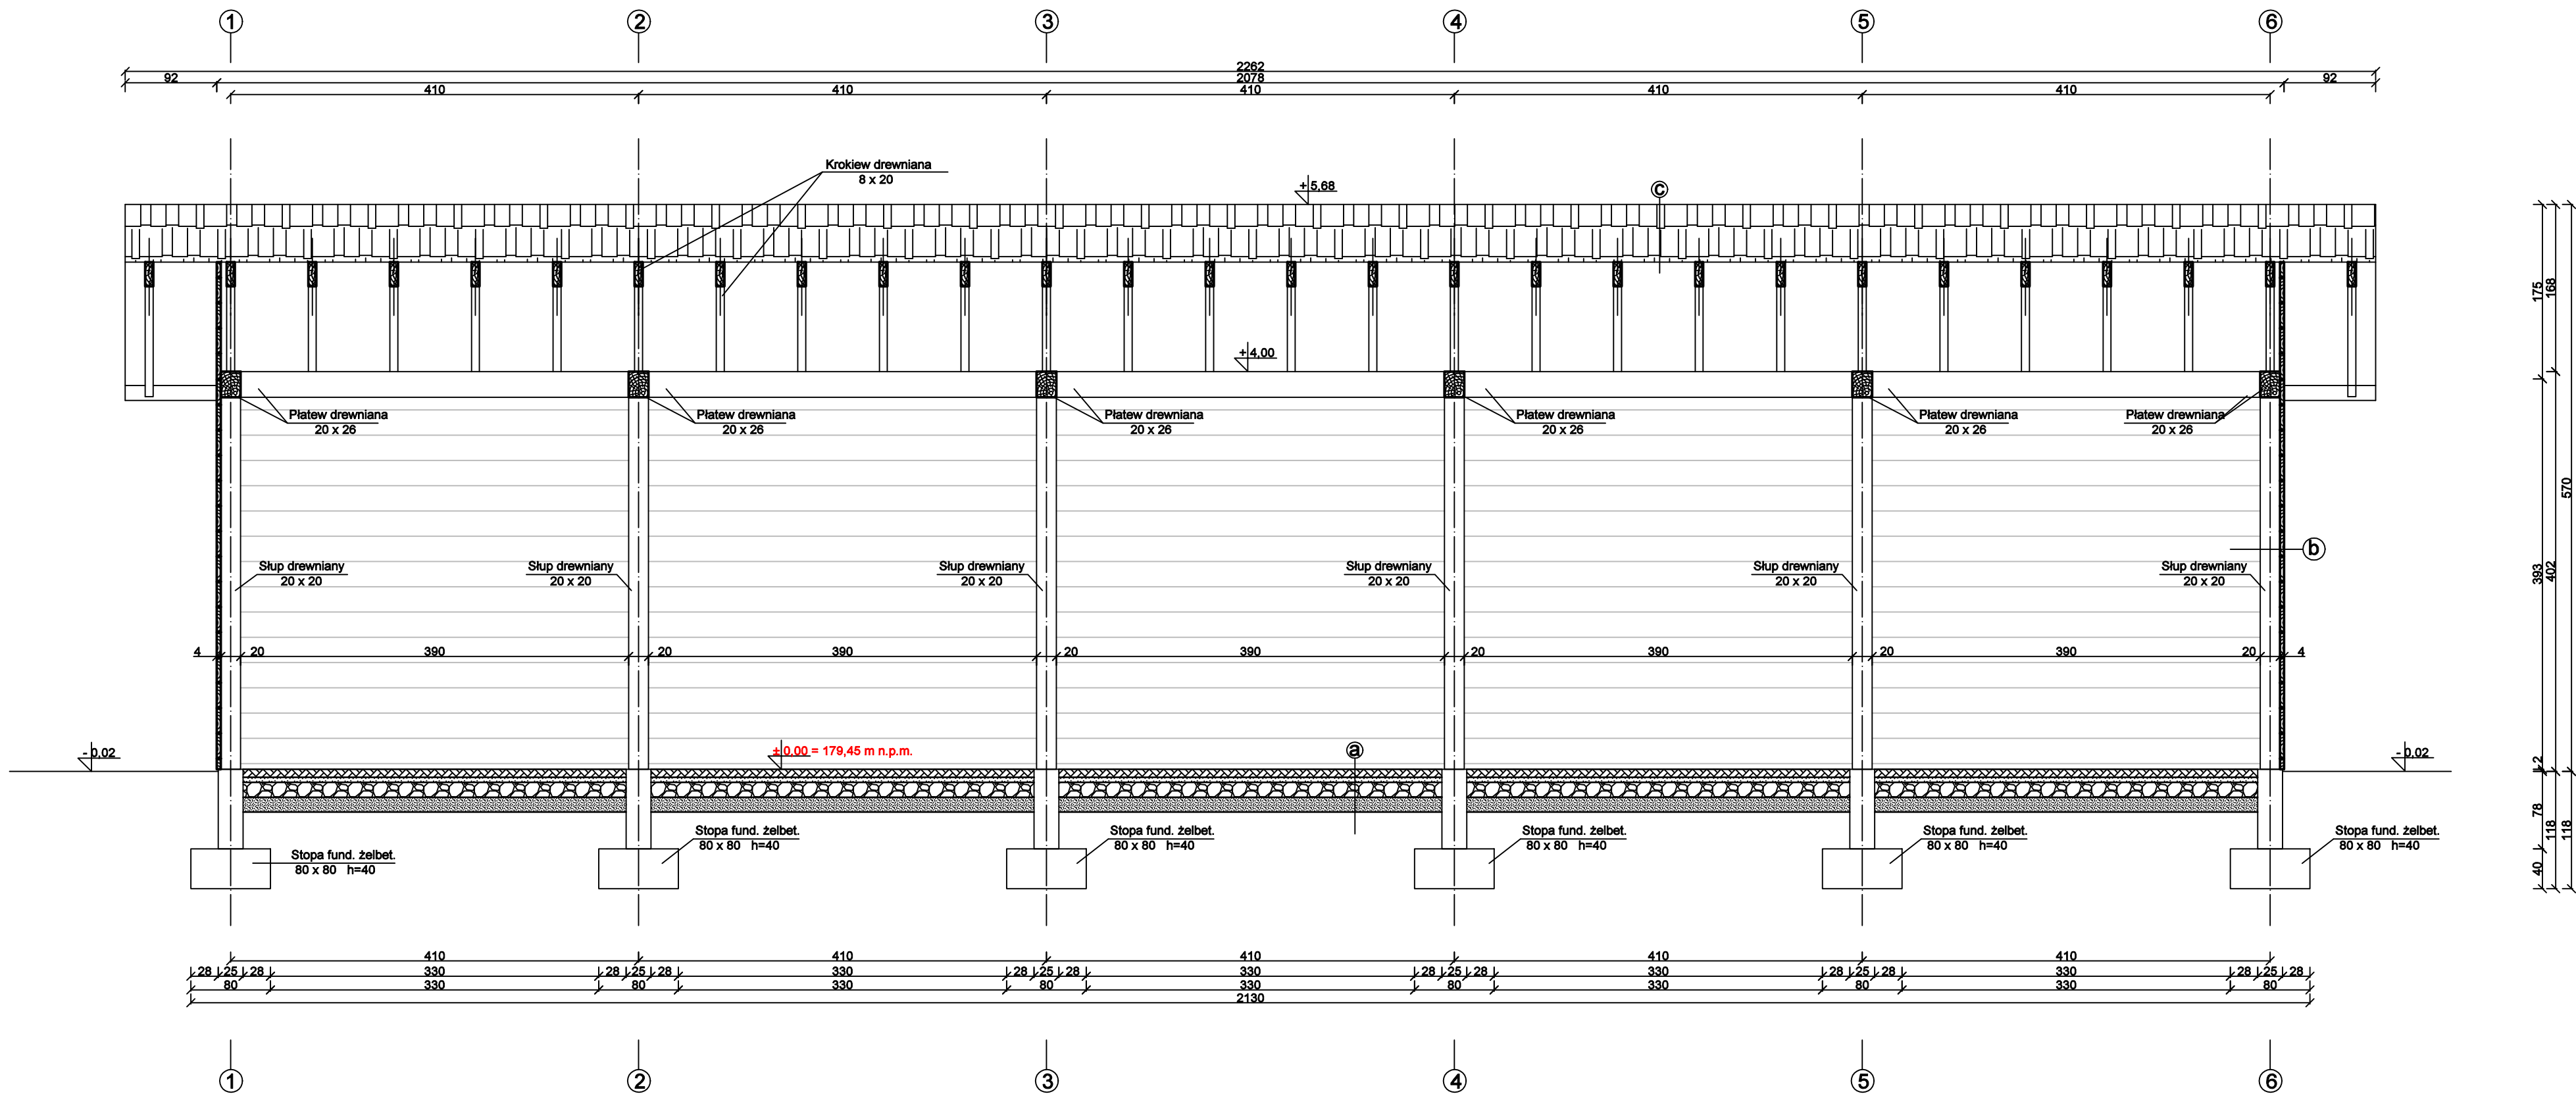 1 2 3 4 5 6
2262
92 2078 92
410 410 410 410 410
Krokiew drewniana
8 x 20
+ 5,68
c
+ 4,00
Płatew drewniana Płatew drewniana Płatew drewniana Płatew drewniana Płatew drewniana Płatew drewniana
20 x 26 20 x 26 20 x 26 20 x 26 20 x 26 20 x 26
b
Słup drewniany Słup drewniany Słup drewniany Słup drewniany Słup drewniany Słup drewniany
20 x 20 20 x 20 20 x 20 20 x 20 20 x 20 20 x 20
4 20 390 20 390 20 390 20 390 20 390 20 4
- 0,02 ± 0,00 = 179,45 m n.p.m. a - 0,02
Stopa fund. żelbet. Stopa fund. żelbet. Stopa fund. żelbet. Stopa fund. żelbet. Stopa fund. żelbet.
80 x 80 h=40 80 x 80 h=40 80 x 80 h=40 80 x 80 h=40 80 x 80 h=40
Stopa fund. żelbet.
80 x 80 h=40
175 393 2 78 40
168 402 118
570 118
410 410 410 410 410
28 25 28 330 28 25 28 330 28 25 28 330 28 25 28 330 28 25 28 330 28 25 28
80 330 80 330 80 330 80 330 80 330 80
2130
1 2 3 4 5 6